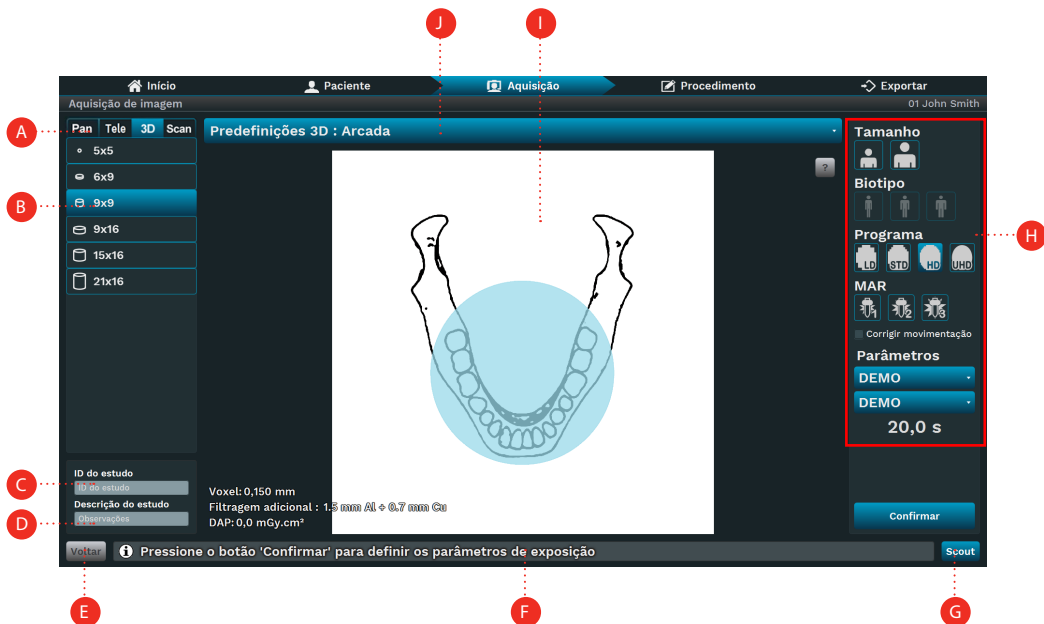 J
I
Início
Paciente
Aquisição
Procedimento
Exportar
Aquisição de imagem
01 John Smith
A
Pan Tele 3D Scan
Predefinições 3D : Arcada
5x5
6x9
B
9x9
9x16
15x16
21x16
?
Tamanho
Biotipo
H
Programa
LD STD HD UHD
MAR
1 2 3
Corrigir movimentação
Parâmetros
DEMO
DEMO
20,0 s
ID do estudo
C
ID do estudo
Descrição do estudo
D
Observações
Voxel: 0,150 mm
Filtragem adicional : 1.5 mm Al + 0.7 mm Cu
DAP: 0,0 mGy.cm²
Confirmar
Voltar
Pressione o botão 'Confirmar' para definir os parâmetros de exposição
Scout
E
F
G